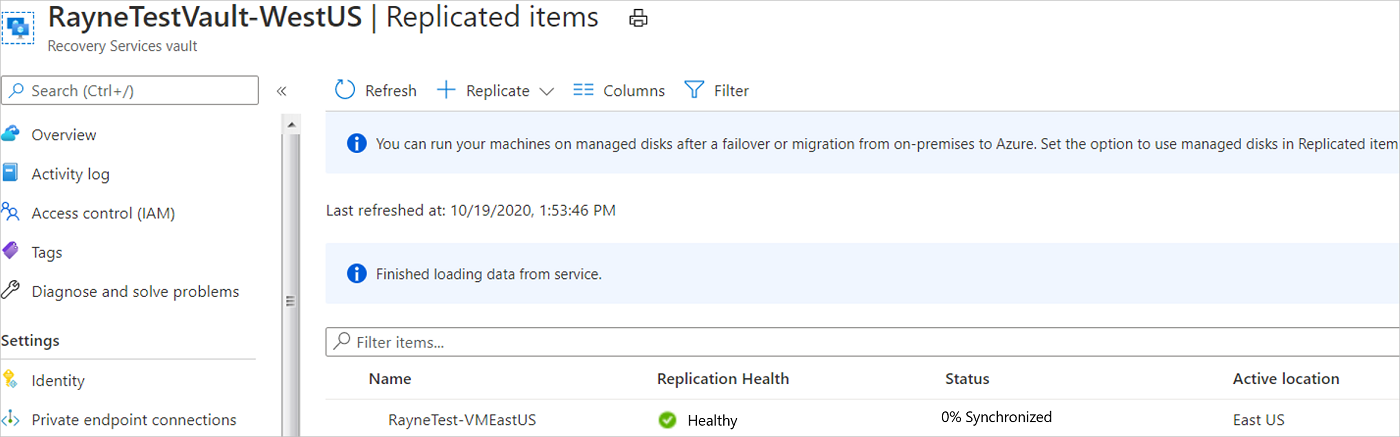 RayneTestVault-WestUS | Replicated items
Recovery Services vault
Search (Ctrl+/)
«
Refresh
Replicate
Columns
Filter
Overview
Activity log
Access control (IAM)
Tags
Diagnose and solve problems
Settings
Identity
Private endpoint connections
You can run your machines on managed disks after a failover or migration from on-premises to Azure. Set the option to use managed disks in Replicated item
Last refreshed at: 10/19/2020, 1:53:46 PM
Finished loading data from service.
Filter items...
Name Replication Health Status Active location
RayneTest-VMEastUS Healthy 0% Synchronized East US